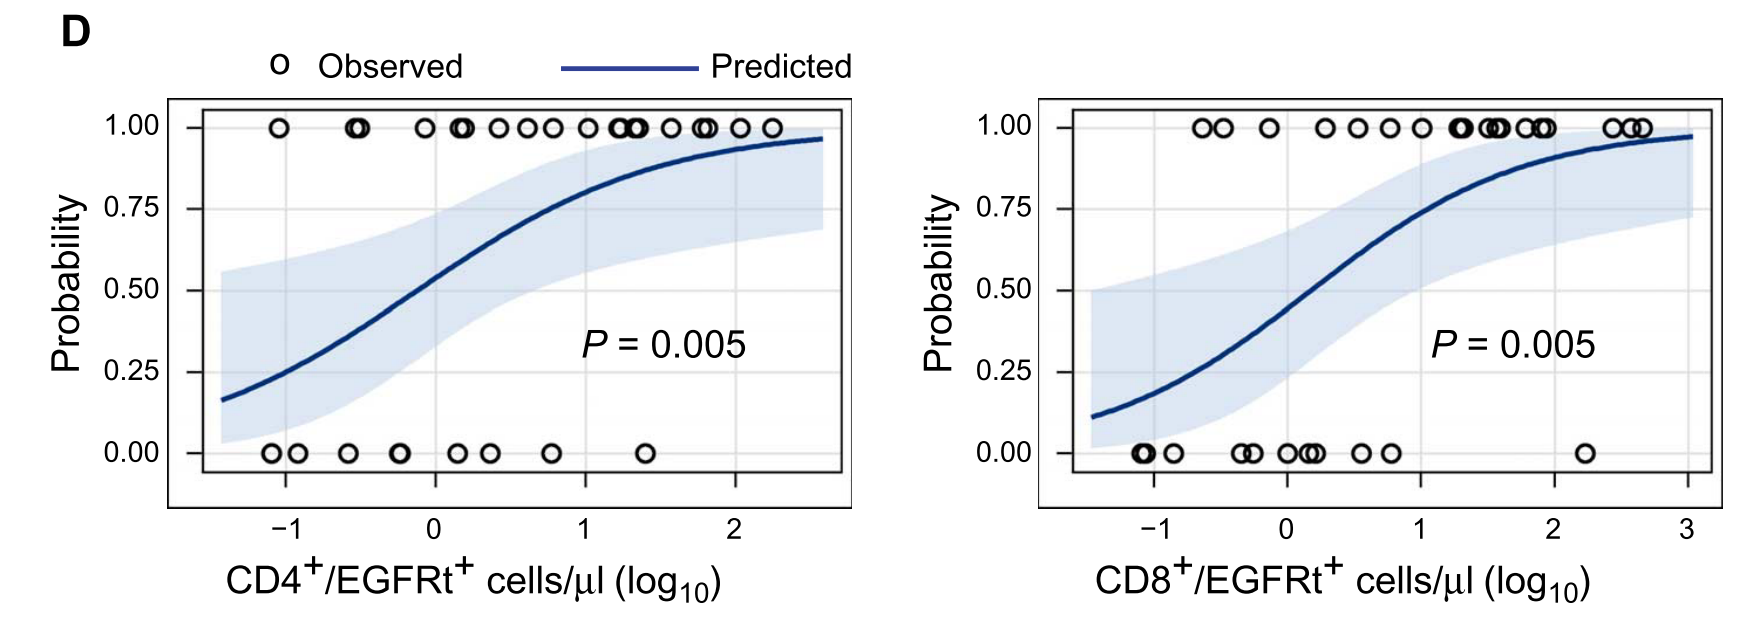 D
Observed Predicted
1.00
0.75
0.50
0.25
0.00
Probability
P = 0.005
−1 0 1 2
CD4+/EGFRt+ cells/μl (log10)
1.00
0.75
0.50
0.25
0.00
Probability
P = 0.005
−1 0 1 2 3
CD8+/EGFRt+ cells/μl (log10)